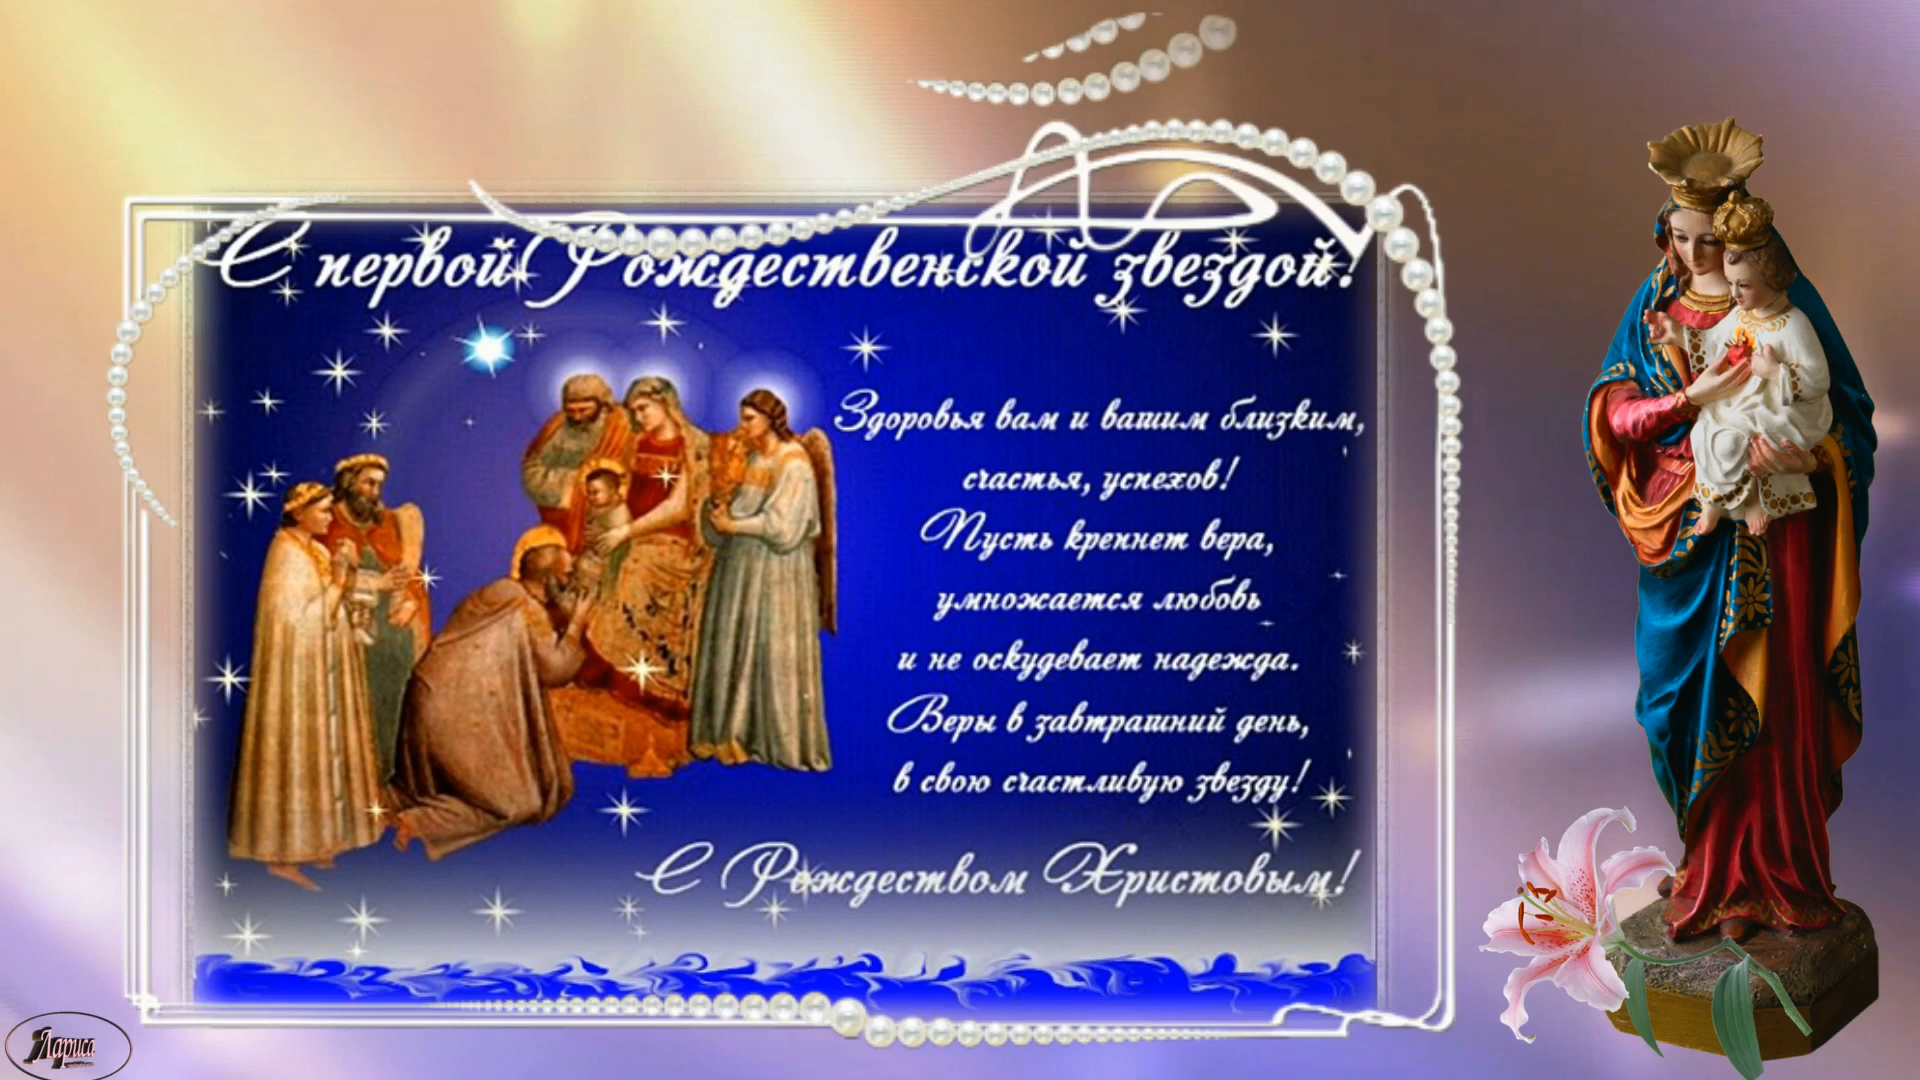 С первой Рождественской звездой!
Здоровья вам и вашим близким,
счастья, успехов!
Пусть крепнет вера,
умножается любовь
и не оскудевает надежда.
Веры в завтрашний день,
в свою счастливую звезду!
С Рождеством Христовым!
Лариса